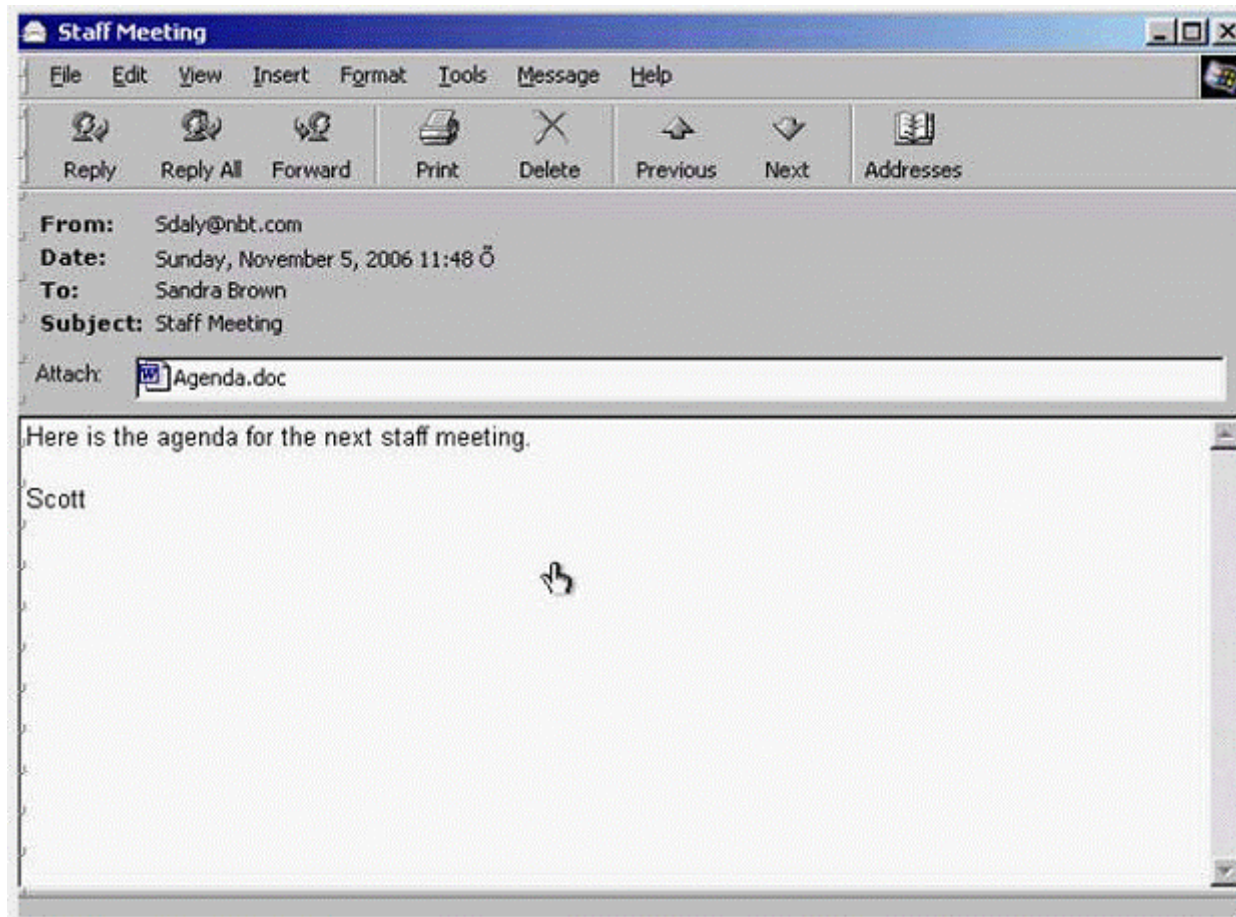 Staff Meeting
File Edit View Insert Format Tools Message Help
Reply Reply All Forward Print Delete Previous Next Addresses
From: Sdaly@nbt.com
Date: Sunday, November 5, 2006 11:48 Ő
To: Sandra Brown
Subject: Staff Meeting
Attach: Agenda.doc
Here is the agenda for the next staff meeting.
Scott